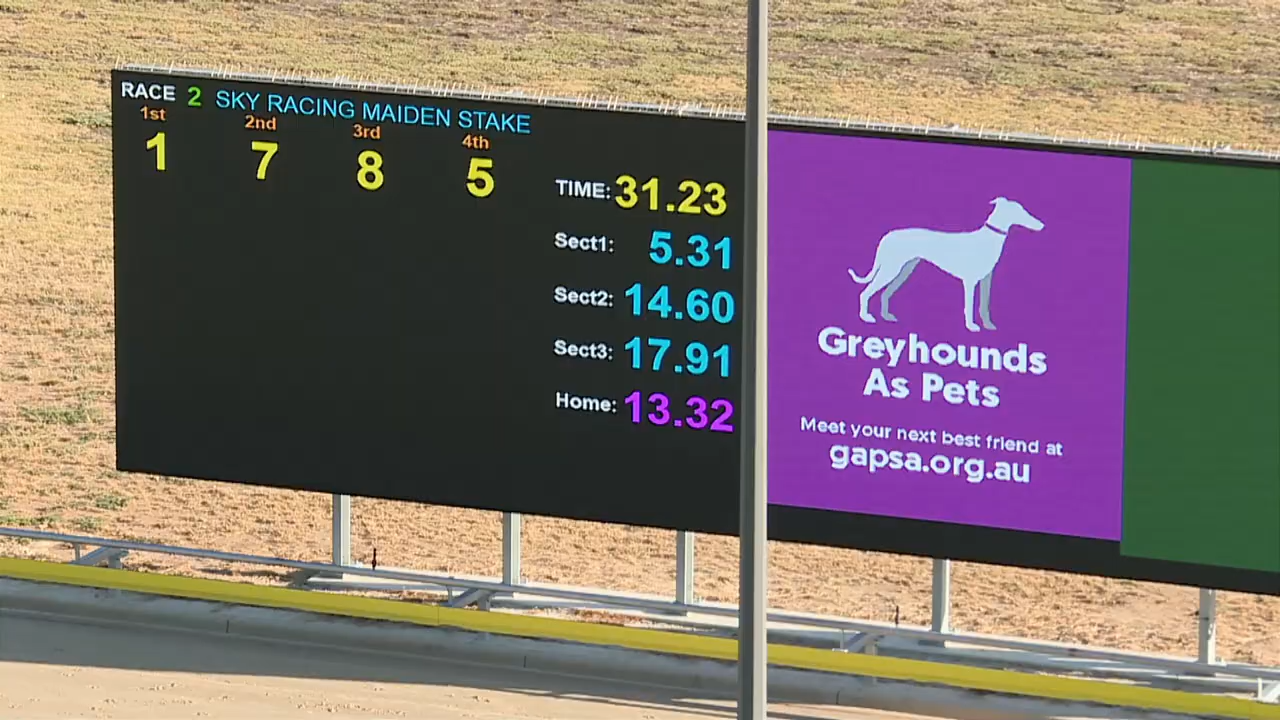 RACE 2 SKY RACING MAIDEN STAKE
1st 2nd 3rd 4th
1 7 8 5
TIME: 31.23
Sect1: 5.31
Sect2: 14.60
Sect3: 17.91
Home: 13.32
Greyhounds
As Pets
Meet your next best friend at
gapsa.org.au